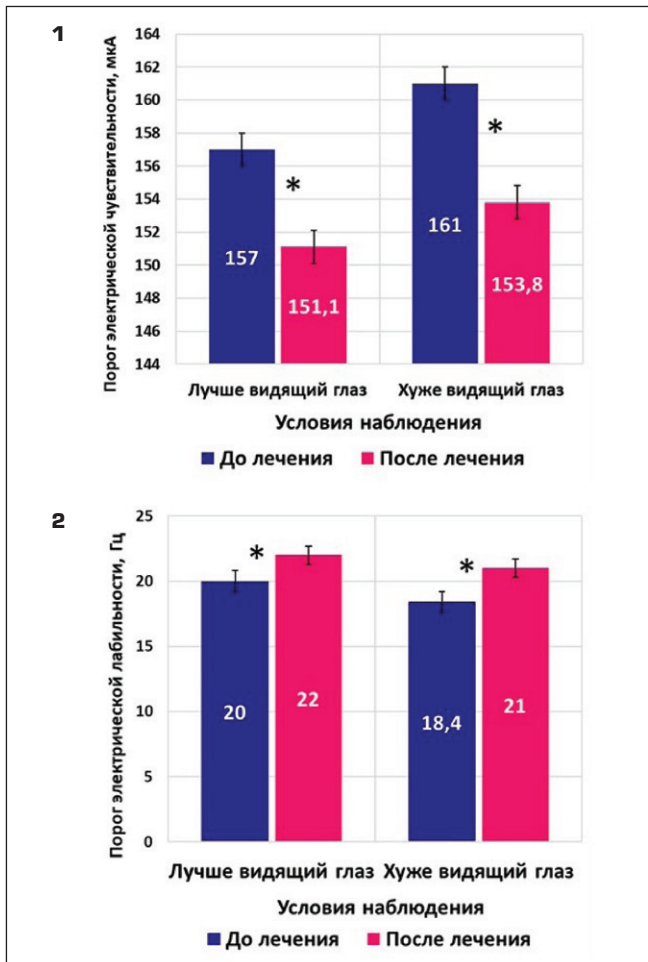 1
Порог электрической чувствительности, мкА
164
162
160
158
156
154
152
150
148
146
144
*
*
157
151,1
161
153,8
Лучше видящий глаз
Хуже видящий глаз
Условия наблюдения
До лечения
После лечения
2
Порог электрической лабильности, Гц
25
20
15
10
5
0
*
*
20
22
18,4
21
Лучше видящий глаз
Хуже видящий глаз
Условия наблюдения
До лечения
После лечения